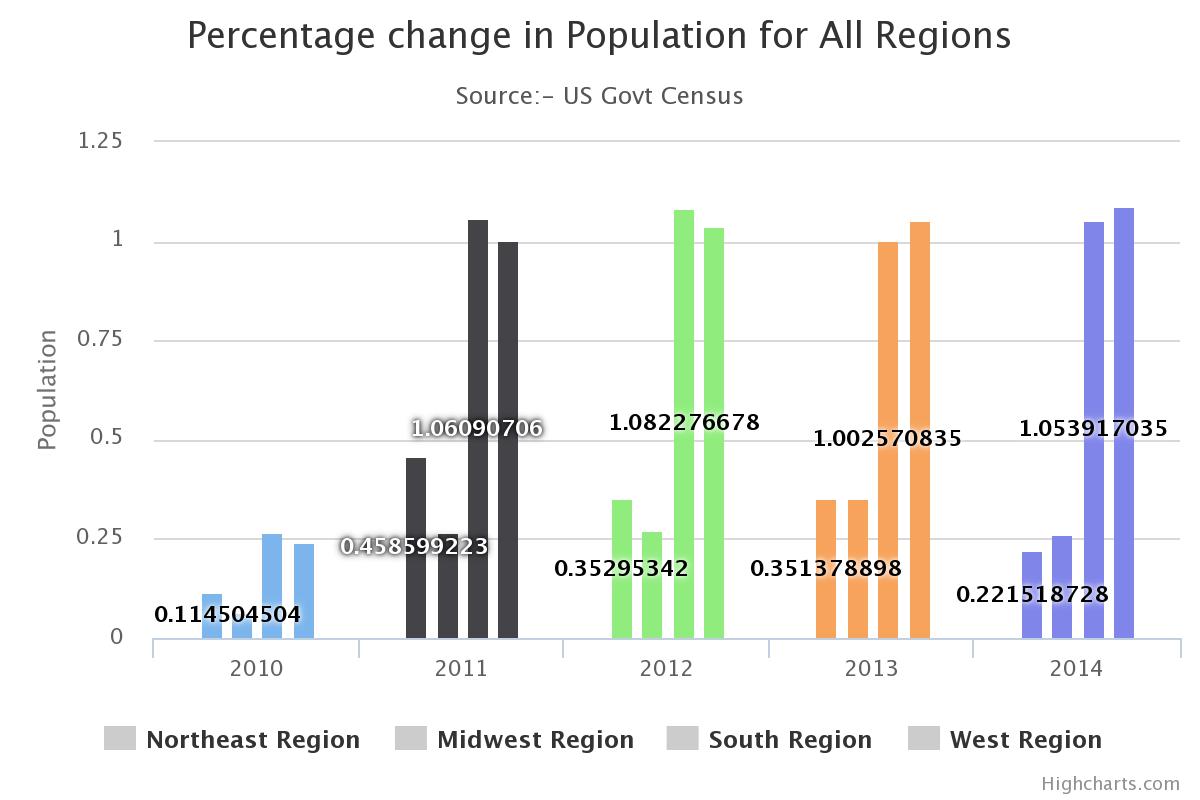 Percentage change in Population for All Regions
Source:- US Govt Census
Population
1.25
1
0.75
0.5
0.25
0
1.06090706
1.082276678
1.002570835
1.053917035
0.458599223
0.35295342
0.351378898
0.221518728
0.114504504
2010 2011 2012 2013 2014
Northeast Region Midwest Region South Region West Region
Highcharts.com